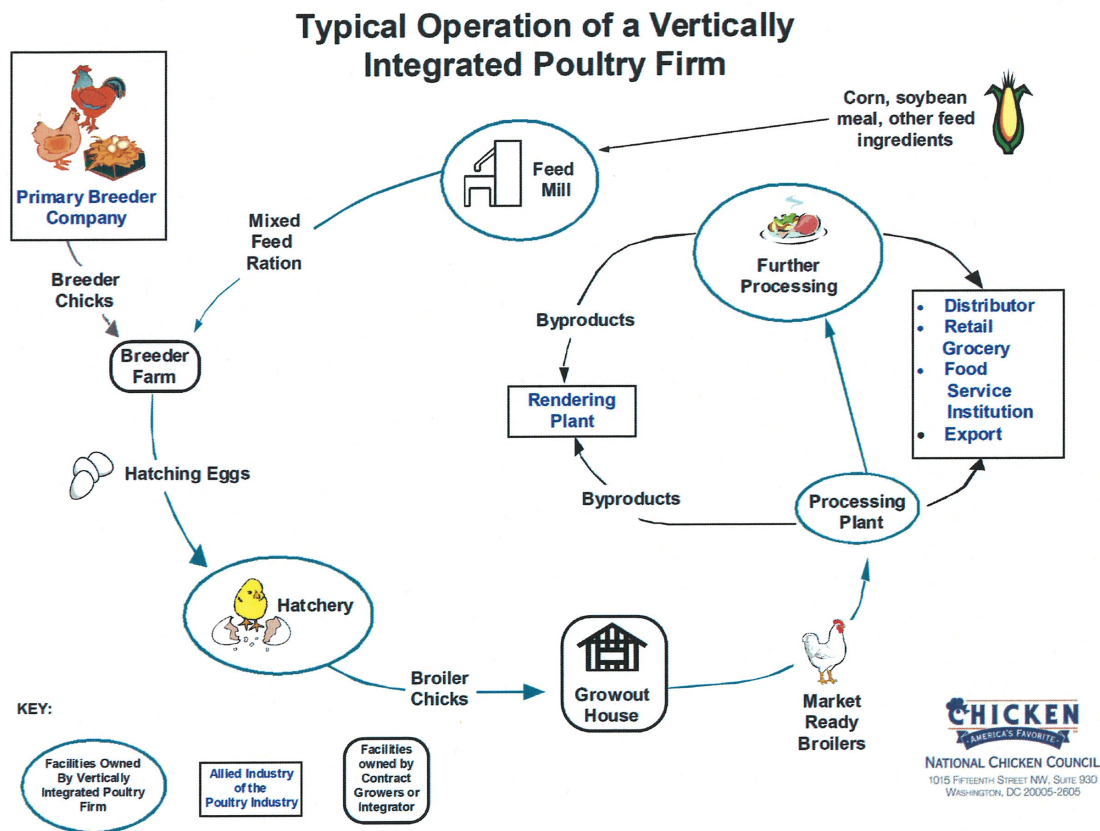 Typical Operation of a Vertically
Integrated Poultry Firm
Primary Breeder
Company
Corn, soybean
meal, other feed
ingredients
Feed
Mill
Mixed
Feed
Ration
Breeder
Chicks
Further
Processing
Byproducts
• Distributor
• Retail
Grocery
• Food
Service
Institution
• Export
Breeder
Farm
Rendering
Plant
Hatching Eggs
Byproducts
Processing
Plant
Hatchery
Broiler
Chicks
Growout
House
Market
Ready
Broilers
KEY:
Facilities Owned
By Vertically
Integrated Poultry
Firm
Allied Industry
of the
Poultry Industry
Facilities
owned by
Contract
Growers or
Integrator
CHICKEN
AMERICA'S FAVORITE
NATIONAL CHICKEN COUNCIL
1015 FIFTEENTH STREET NW, SUITE 930
WASHINGTON, DC 20005-2605